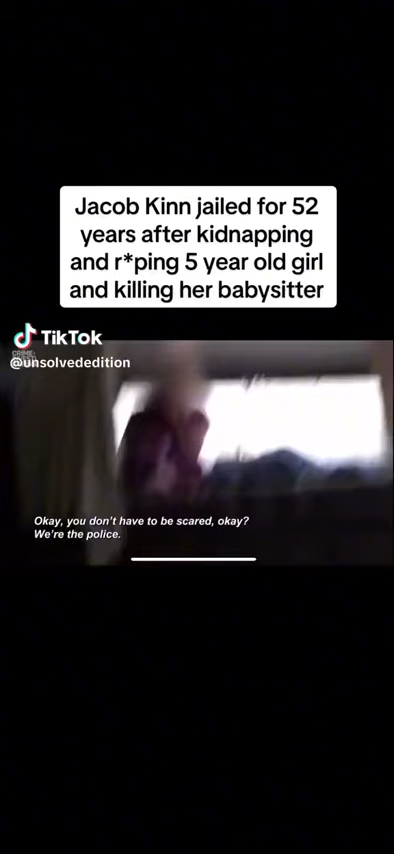 Jacob Kinn jailed for 52
years after kidnapping
and r*ping 5 year old girl
and killing her babysitter
TikTok
CRIME
@unsolvededition
Okay, you don't have to be scared, okay?
We're the police.